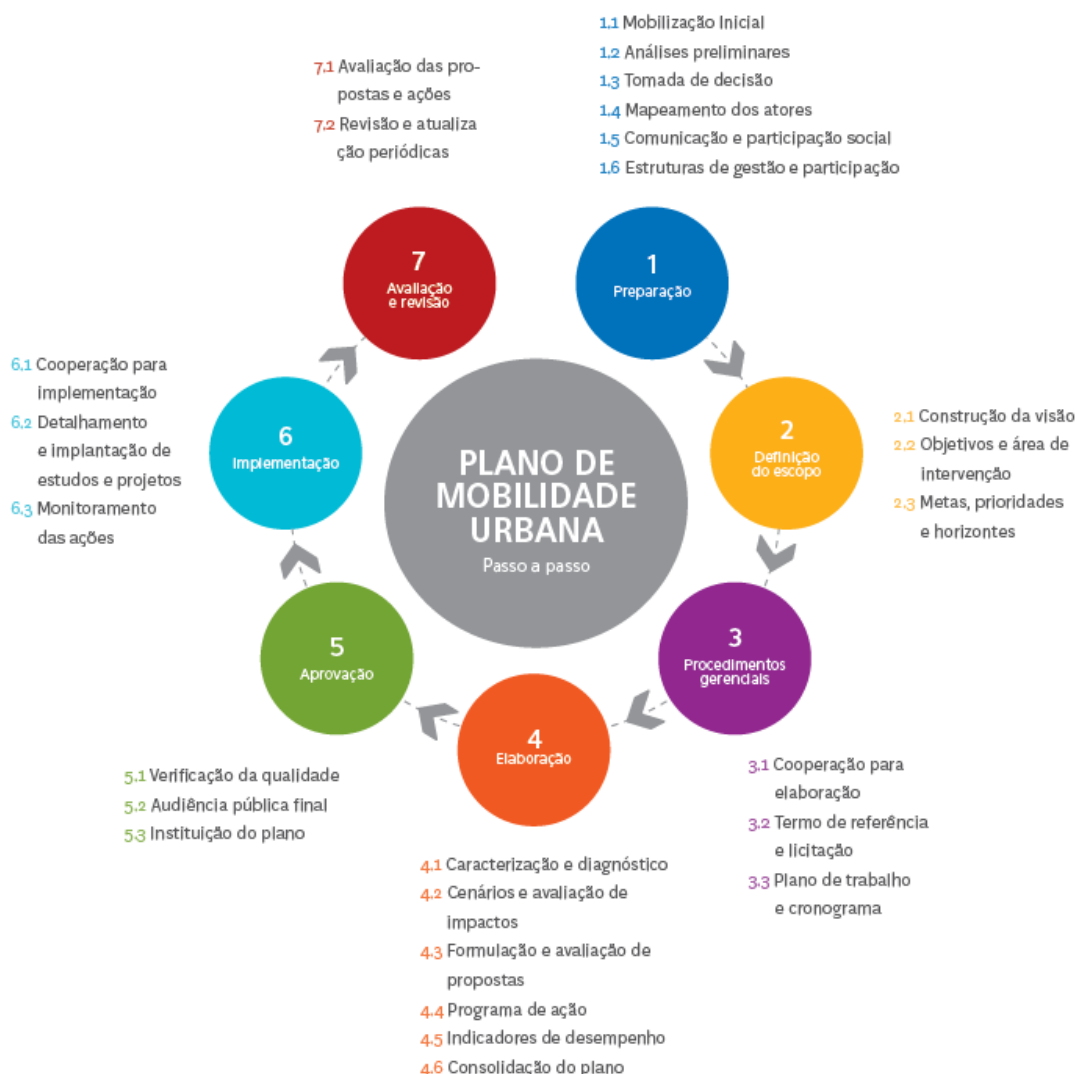 PLANO DE
MOBILIDADE
URBANA
Passo a passo
1
Preparação
1.1 Mobilização Inicial
1.2 Análises preliminares
1.3 Tomada de decisão
1.4 Mapeamento dos atores
1.5 Comunicação e participação social
1.6 Estruturas de gestão e participação
2
Definição
do escopo
2.1 Construção da visão
2.2 Objetivos e área de
intervenção
2.3 Metas, prioridades
e horizontes
3
Procedimentos
gerenciais
3.1 Cooperação para
elaboração
3.2 Termo de referência
e licitação
3.3 Plano de trabalho
e cronograma
4
Elaboração
4.1 Caracterização e diagnóstico
4.2 Cenários e avaliação de
impactos
4.3 Formulação e avaliação de
propostas
4.4 Programa de ação
4.5 Indicadores de desempenho
4.6 Consolidação do plano
5
Aprovação
5.1 Verificação da qualidade
5.2 Audiência pública final
5.3 Instituição do plano
6
Implementação
6.1 Cooperação para
implementação
6.2 Detalhamento
e implantação de
estudos e projetos
6.3 Monitoramento
das ações
7
Avaliação
e revisão
7.1 Avaliação das pro-
postas e ações
7.2 Revisão e atualiza
ção periódicas